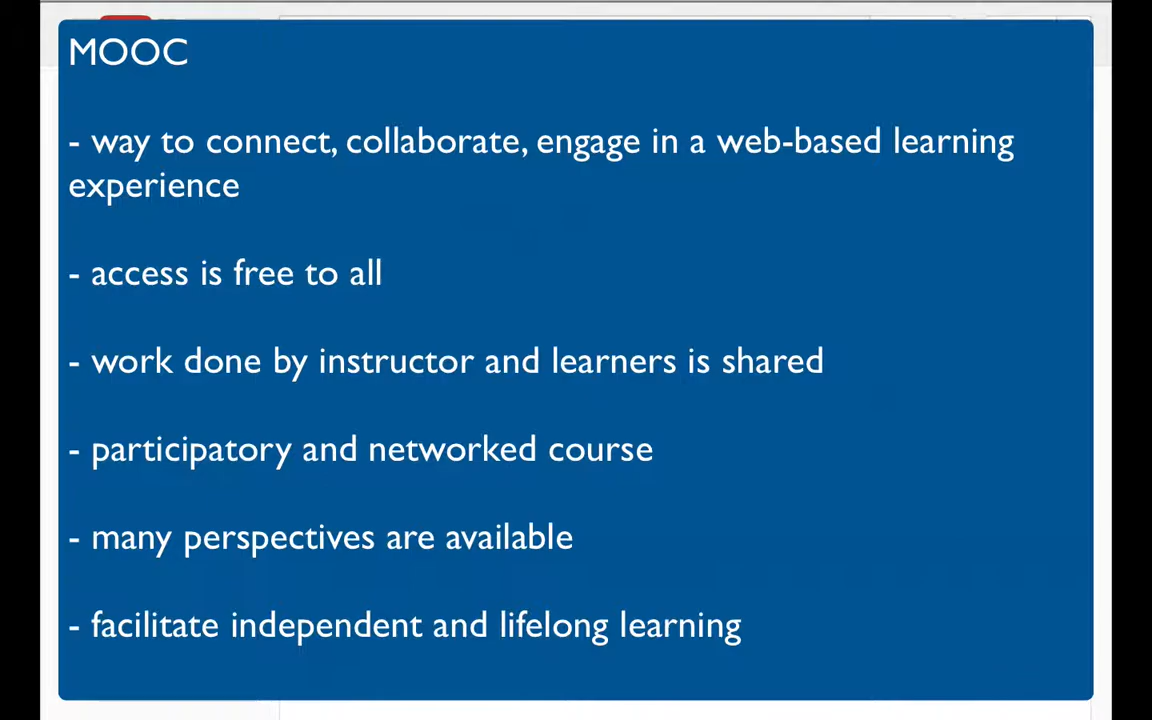 MOOC
- way to connect, collaborate, engage in a web-based learning
experience
- access is free to all
- work done by instructor and learners is shared
- participatory and networked course
- many perspectives are available
- facilitate independent and lifelong learning